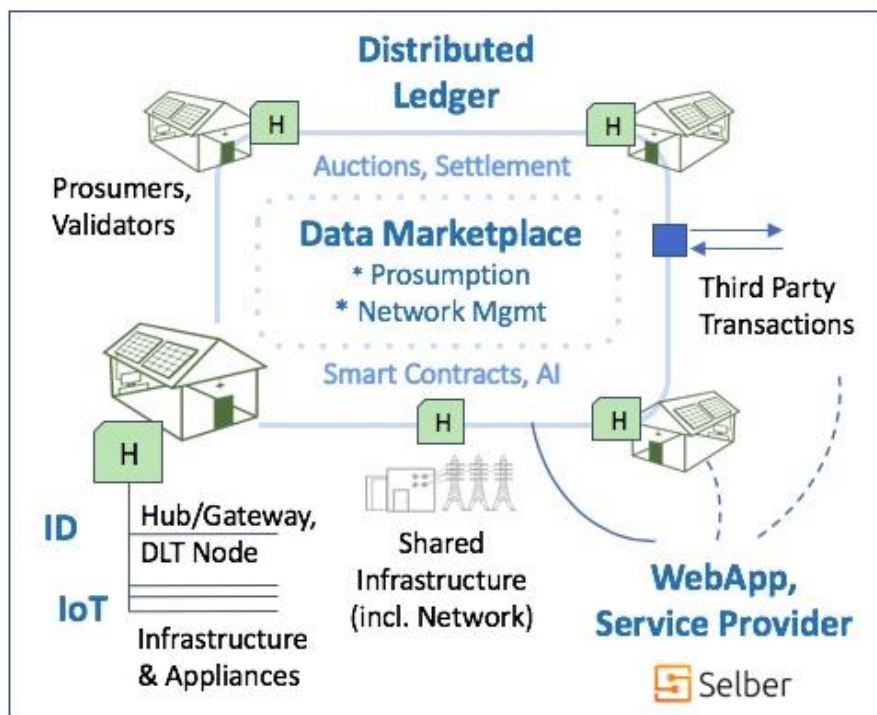 Distributed
Ledger
H
H
Auctions, Settlement
Prosumers,
Validators
Data Marketplace
* Prosumption
* Network Mgmt
Third Party
Transactions
Smart Contracts, AI
H
H
H
ID
Hub/Gateway,
DLT Node
IoT
Infrastructure
& Appliances
Shared
Infrastructure
(incl. Network)
WebApp,
Service Provider
Selber